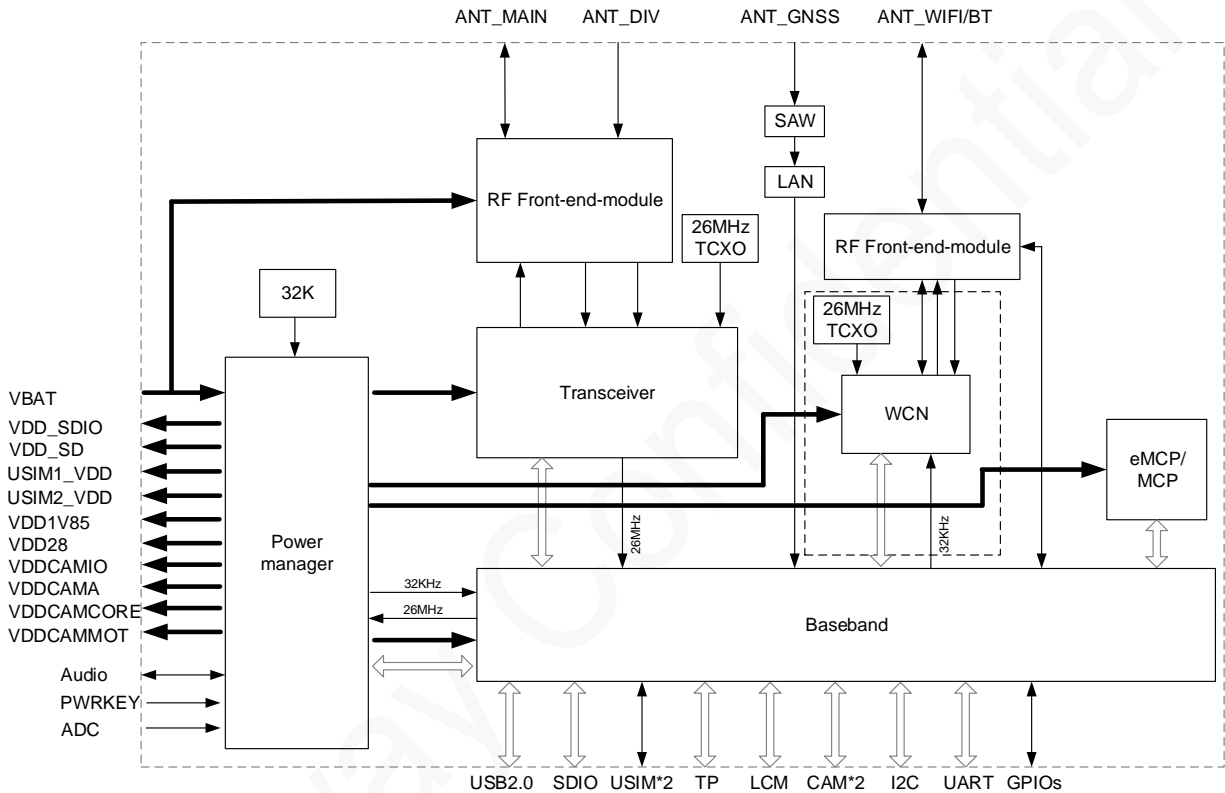 ANT_MAIN
ANT_DIV
ANT_GNSS
ANT_WIFI/BT
SAW
LAN
RF Front-end-module
26MHz
TCXO
RF Front-end-module
32K
26MHz
TCXO
VBAT
Transceiver
WCN
VDD_SDIO
VDD_SD
USIM1_VDD
USIM2_VDD
VDD1V85
VDD28
VDDCAMIO
VDDCAMA
VDDCAMCORE
VDDCAMMOT
eMCP/
MCP
Power
manager
26MHz
32KHz
32KHz
26MHz
Baseband
Audio
PWRKEY
ADC
USB2.0
SDIO
USIM*2
TP
LCM
CAM*2
I2C
UART
GPIOs
way Confidential